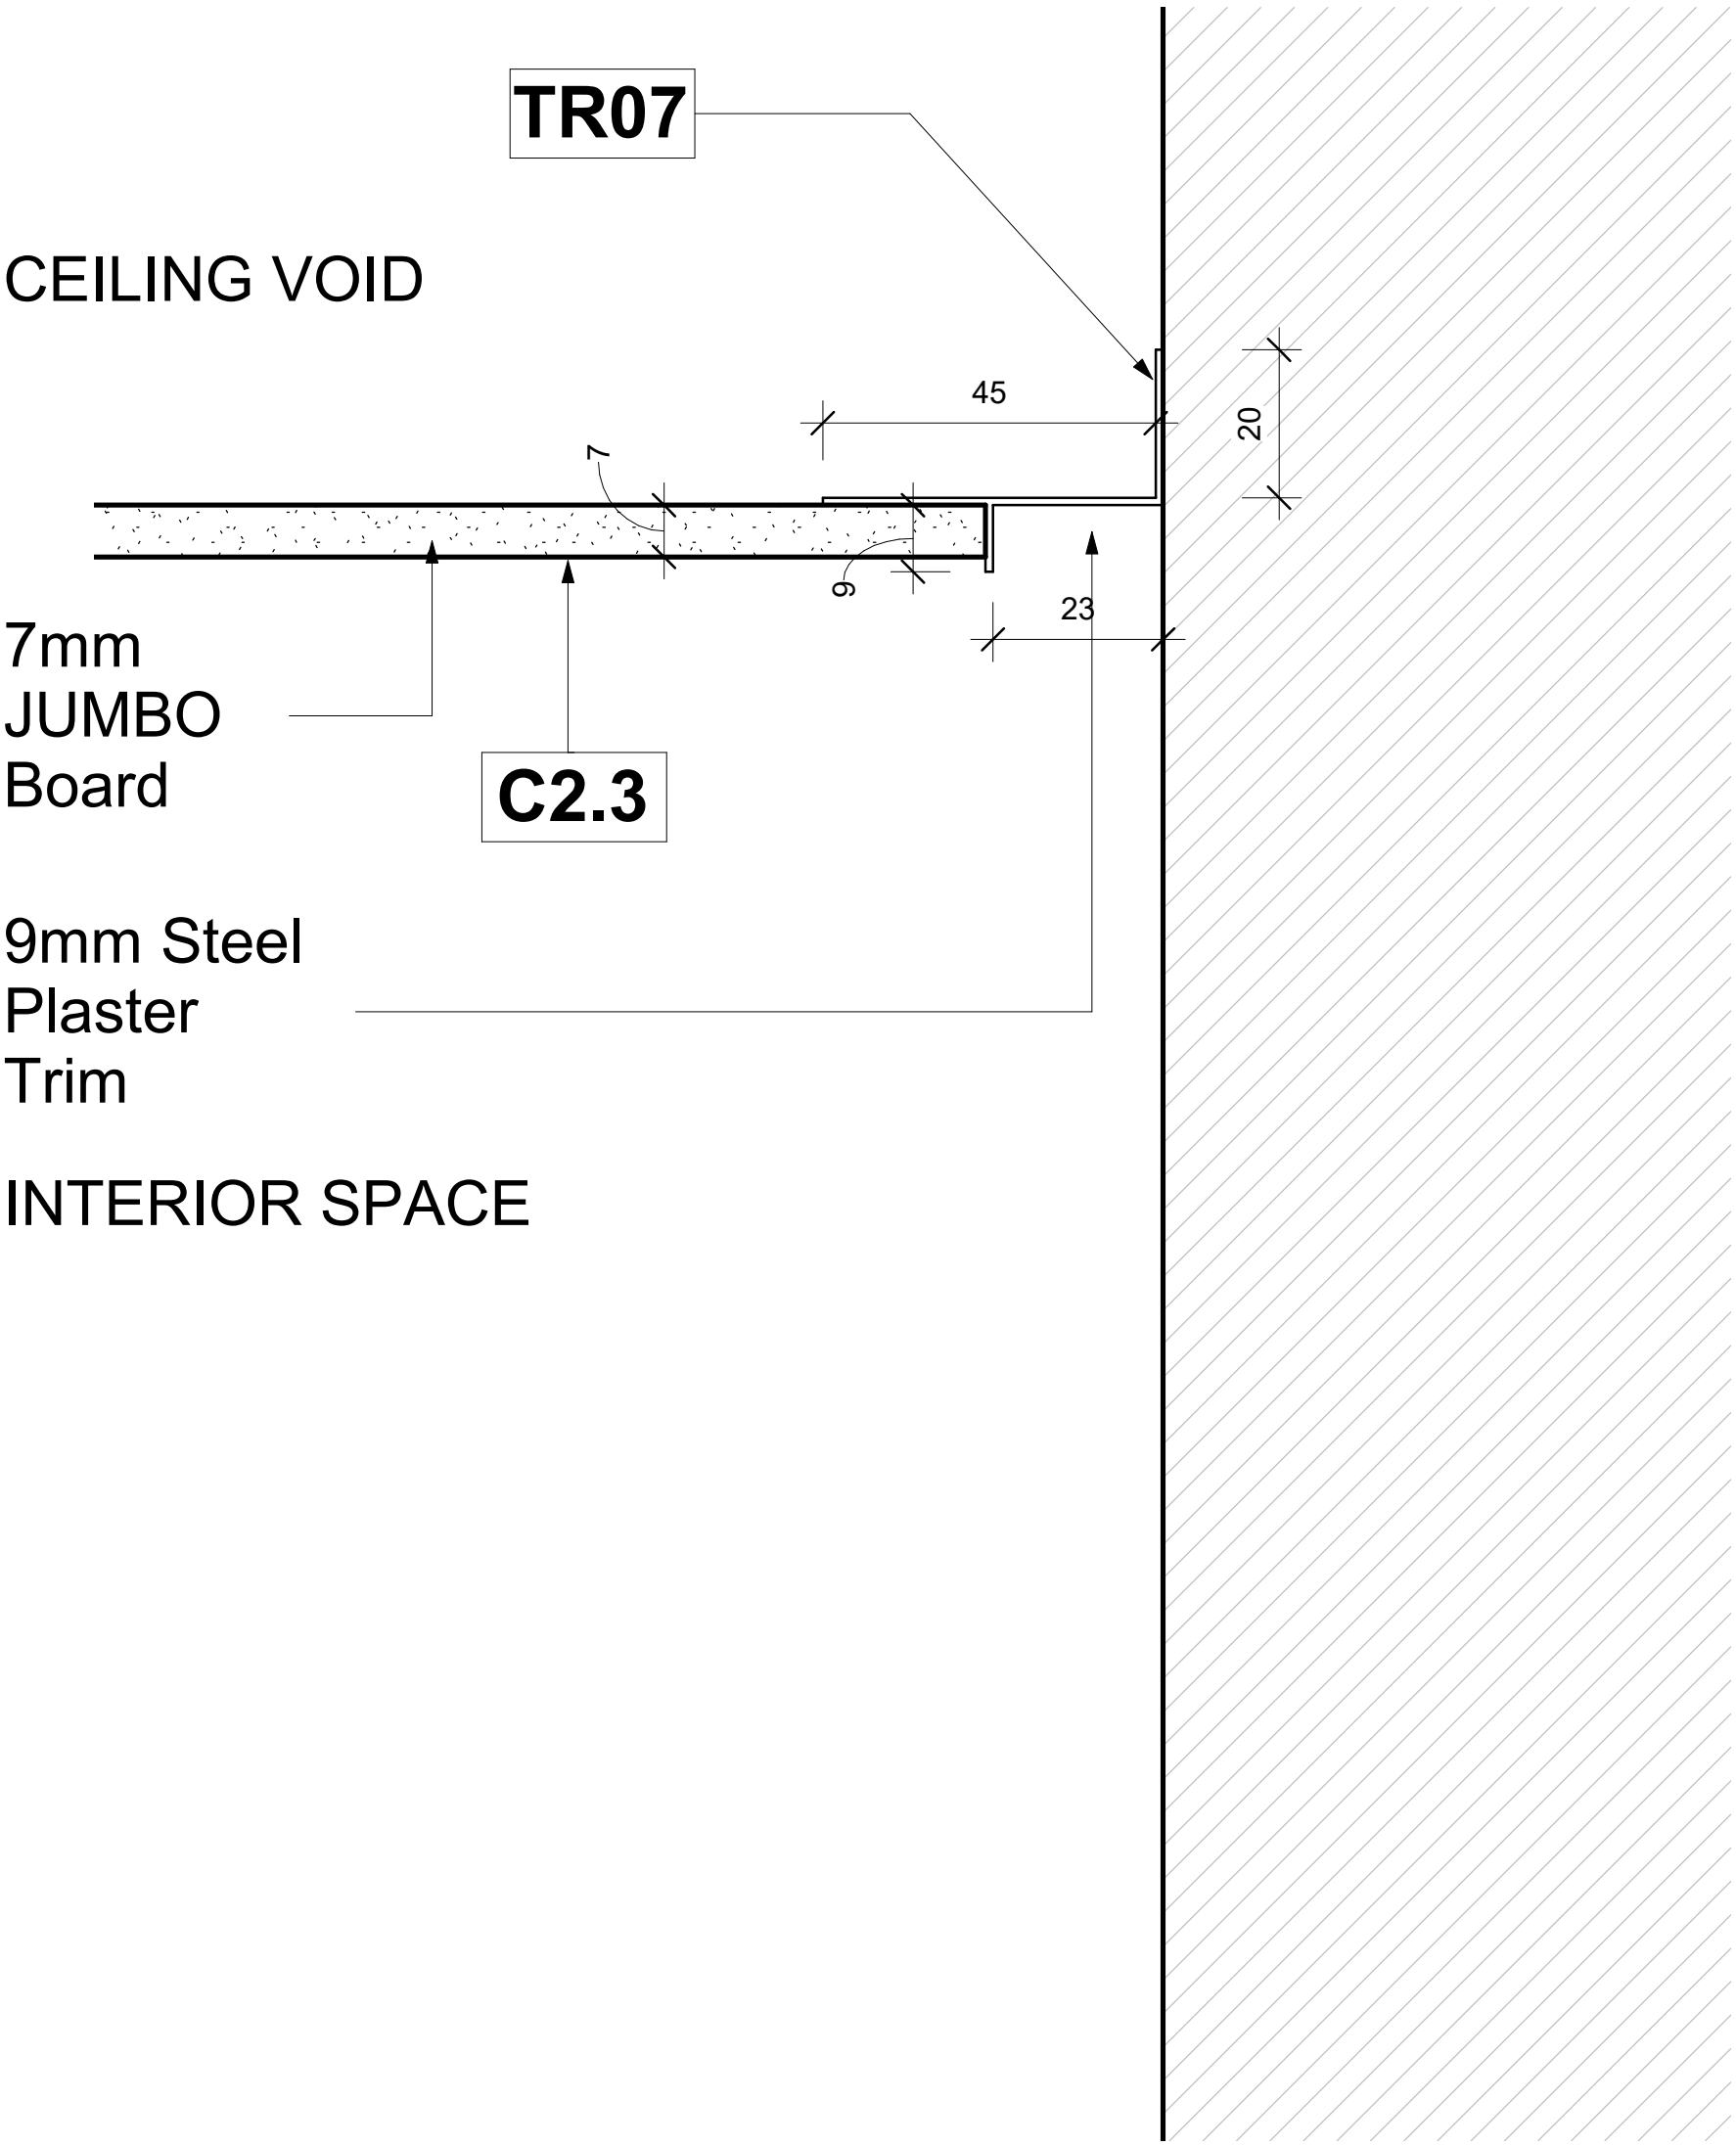 TR07
CEILING VOID
45
20
7
9
23
7mm
JUMBO
Board
C2.3
9mm Steel
Plaster
Trim
INTERIOR SPACE